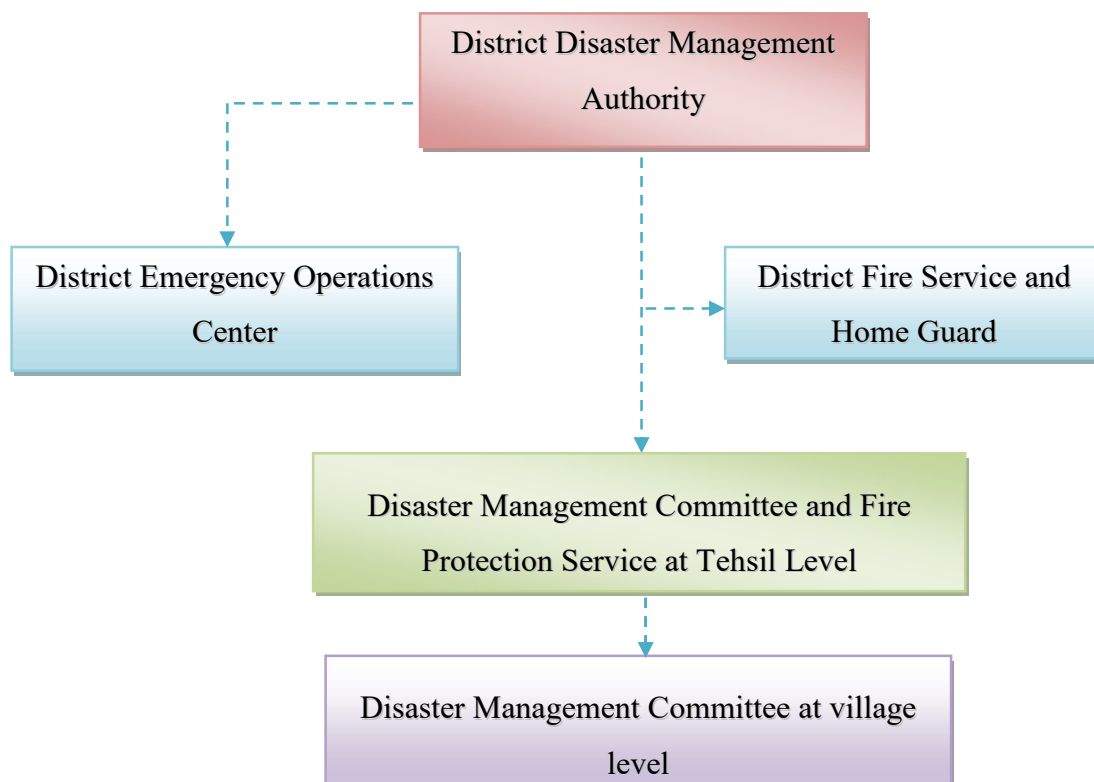 District Disaster Management
Authority
District Emergency Operations
Center
District Fire Service and
Home Guard
Disaster Management Committee and Fire
Protection Service at Tehsil Level
Disaster Management Committee at village
level